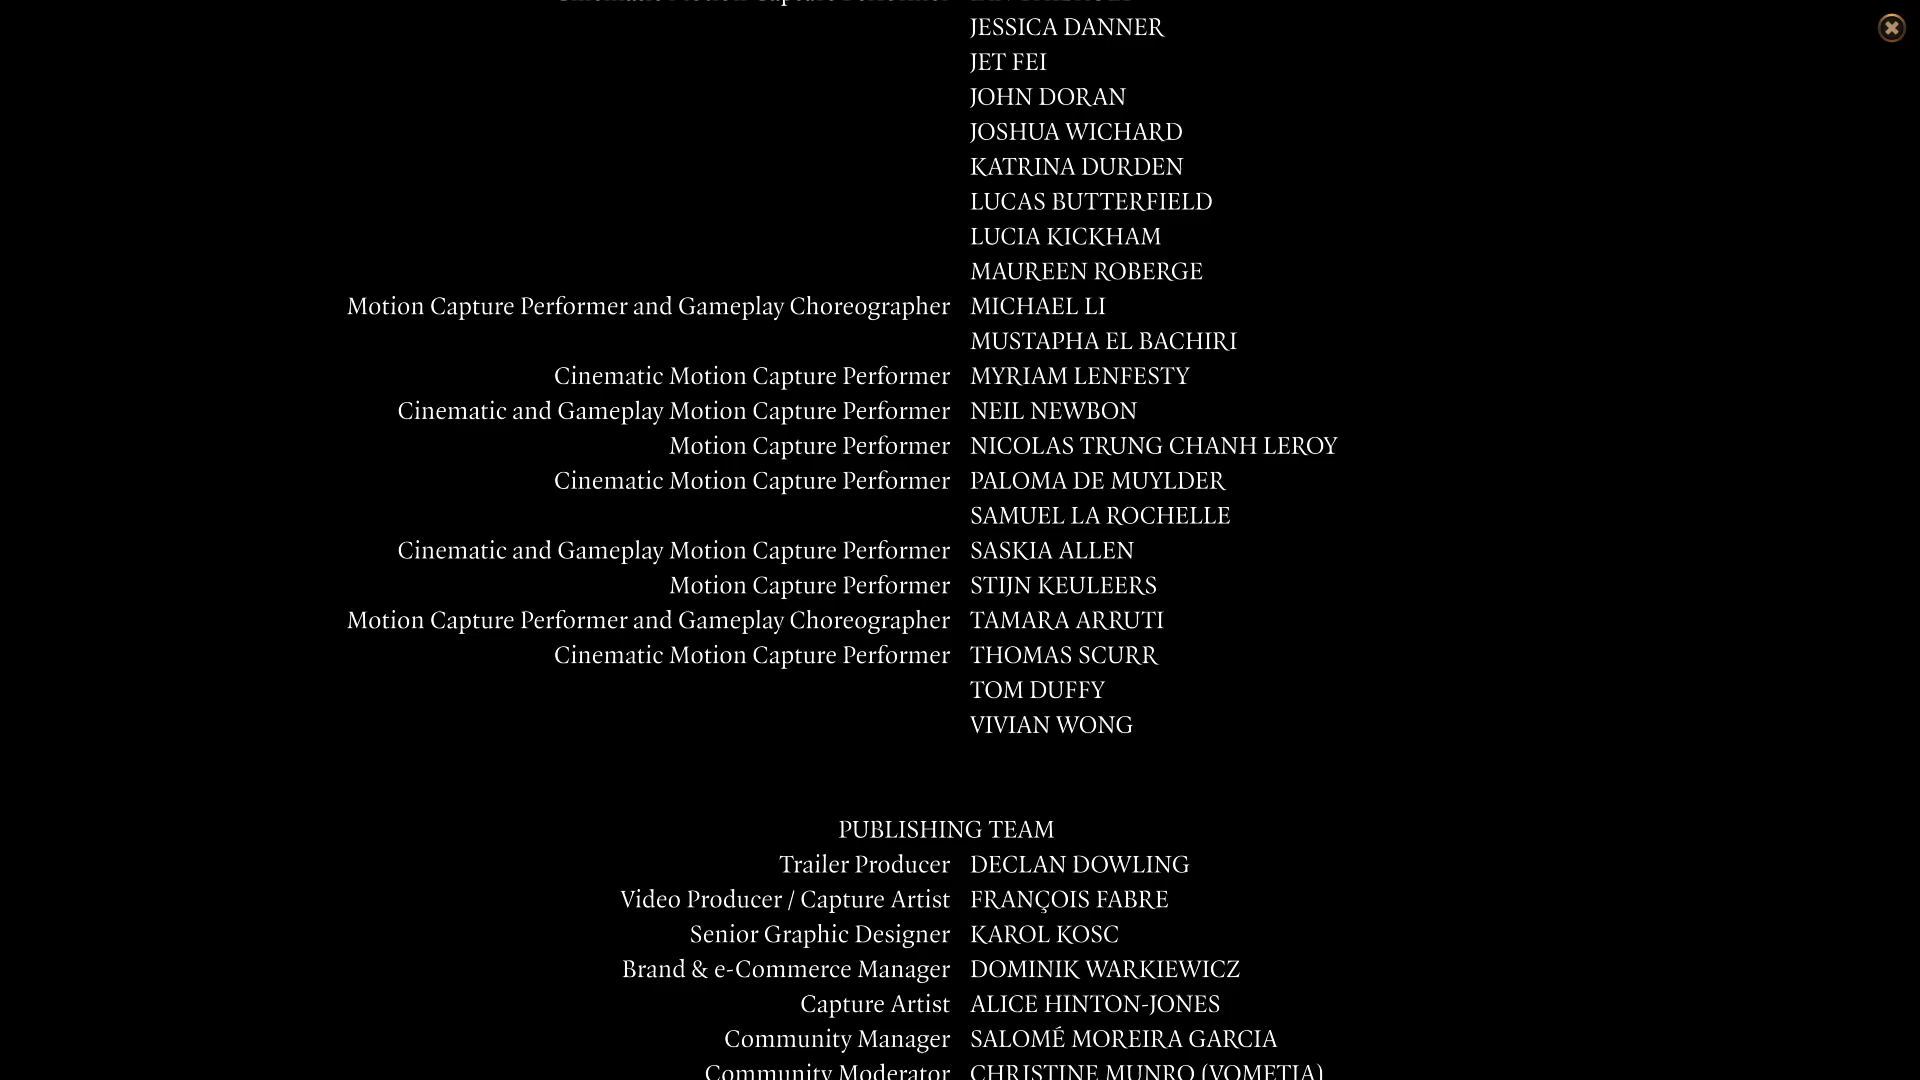 JESSICA DANNER
JET FEI
JOHN DORAN
JOSHUA WICHARD
KATRINA DURDEN
LUCAS BUTTERFIELD
LUCIA KICKHAM
MAUREEN ROBERGE
Motion Capture Performer and Gameplay Choreographer MICHAEL LI
MUSTAPHA EL BACHIRI
Cinematic Motion Capture Performer MYRIAM LENFESTY
Cinematic and Gameplay Motion Capture Performer NEIL NEWBON
Motion Capture Performer NICOLAS TRUNG CHANH LEROY
Cinematic Motion Capture Performer PALOMA DE MUYLDER
SAMUEL LA ROCHELLE
Cinematic and Gameplay Motion Capture Performer SASKIA ALLEN
Motion Capture Performer STIJN KEULEERS
Motion Capture Performer and Gameplay Choreographer TAMARA ARRUTI
Cinematic Motion Capture Performer THOMAS SCURR
TOM DUFFY
VIVIAN WONG
PUBLISHING TEAM
Trailer Producer DECLAN DOWLING
Video Producer / Capture Artist FRANÇOIS FABRE
Senior Graphic Designer KAROL KOSC
Brand & e-Commerce Manager DOMINIK WARKIEWICZ
Capture Artist ALICE HINTON-JONES
Community Manager SALOMÉ MOREIRA GARCIA
Community Moderator CHRISTINE MUNRO (VOMETIA)